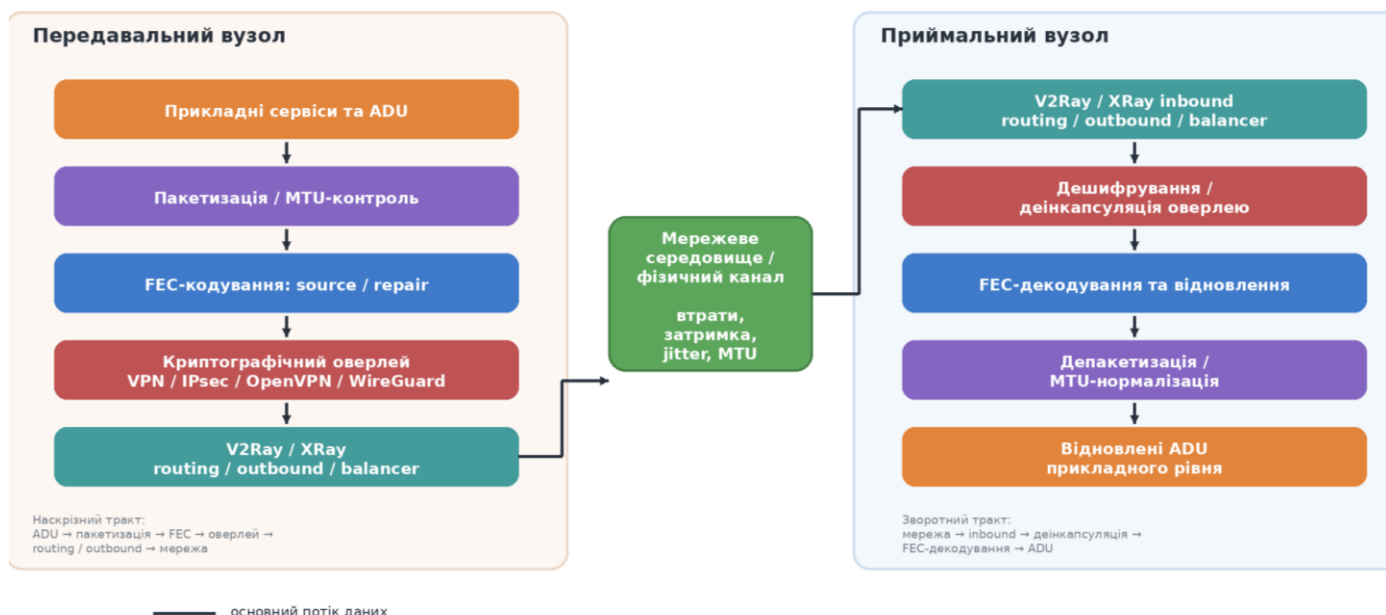 Передавальний вузол
Прикладні сервіси та ADU
Пакетизація / MTU-контроль
FEC-кодування: source / repair
Криптографічний оверлей
VPN / IPsec / OpenVPN / WireGuard
V2Ray / XRay
routing / outbound / balancer
Наскрізний тракт:
ADU → пакетизація → FEC → оверлей →
routing / outbound → мережа
Мережеве
середовище /
фізичний канал
втрати,
затримка,
jitter, MTU
Приймальний вузол
V2Ray / XRay inbound
routing / outbound / balancer
Дешифрування /
деінкапсуляція оверлею
FEC-декодування та відновлення
Депакетизація /
MTU-нормалізація
Відновлені ADU
прикладного рівня
Зворотний тракт:
мережа → inbound → деінкапсуляція →
FEC-декодування → ADU
основний потік даних